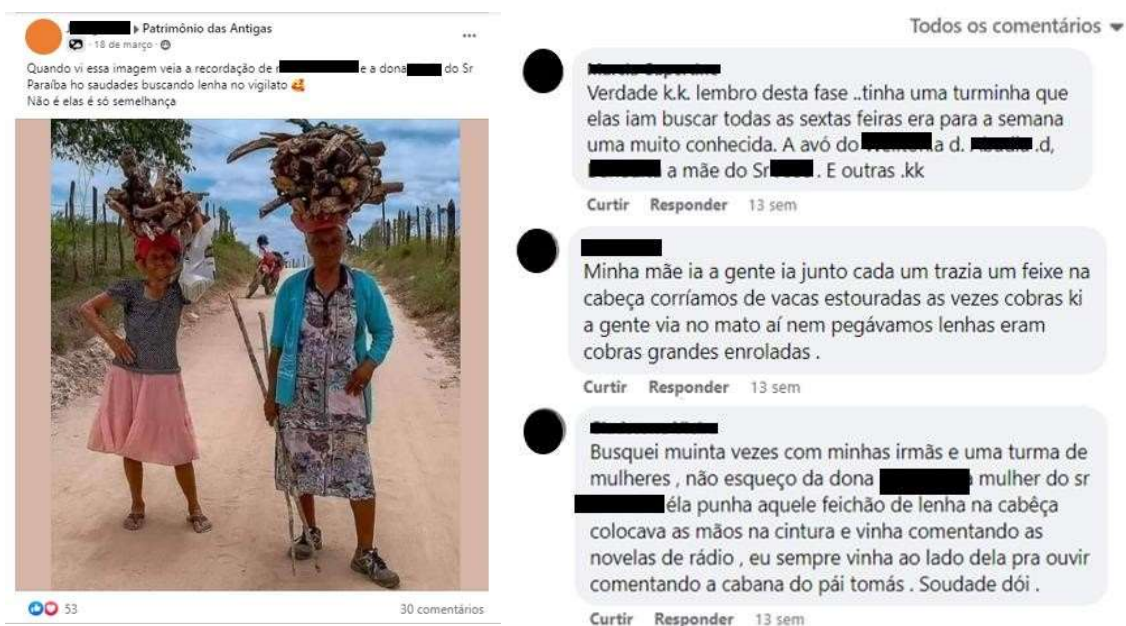 Patrimônio das Antigas
18 de março
Quando vi essa imagem veia a recordação de e a dona do Sr
Paraíba ho saudades buscando lenha no vigilato 🥰
Não é elas é só semelhança
53
30 comentários
Todos os comentários
Verdade k.k. lembro desta fase ..tinha uma turminha que
elas iam buscar todas as sextas feiras era para a semana
uma muito conhecida. A avó do a d. .d,
a mãe do Sr . E outras .kk
Curtir Responder 13 sem
Minha mãe ia a gente ia junto cada um trazia um feixe na
cabeça corríamos de vacas estouradas as vezes cobras ki
a gente via no mato aí nem pegávamos lenhas eram
cobras grandes enroladas .
Curtir Responder 13 sem
Busquei muinta vezes com minhas irmãs e uma turma de
mulheres , não esqueço da dona mulher do sr
éla punha aquele feichão de lenha na cabêça
colocava as mãos na cintura e vinha comentando as
novelas de rádio , eu sempre vinha ao lado dela pra ouvir
comentando a cabana do pái tomás . Soudade dói .
Curtir Responder 13 sem